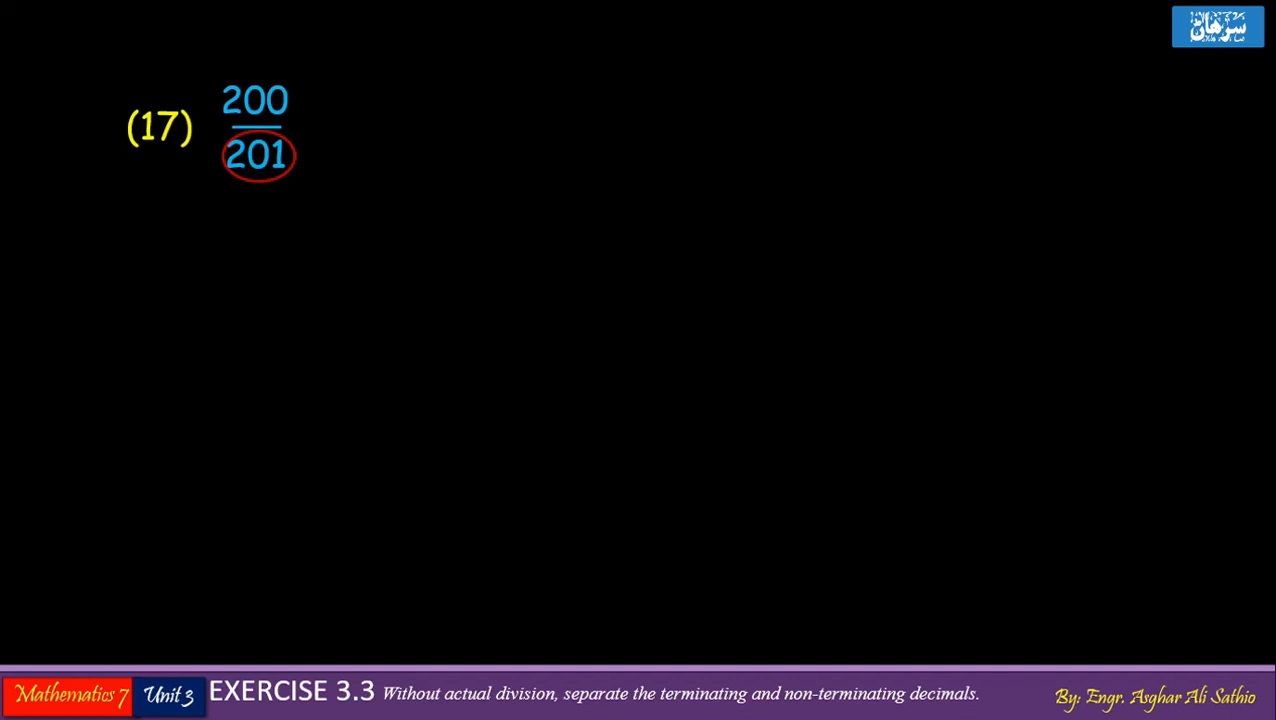 سرهاڻ
(17) 200
201
Mathematics 7 Unit 3 EXERCISE 3.3 Without actual division, separate the terminating and non-terminating decimals. By: Engr. Asghar Ali Sathio